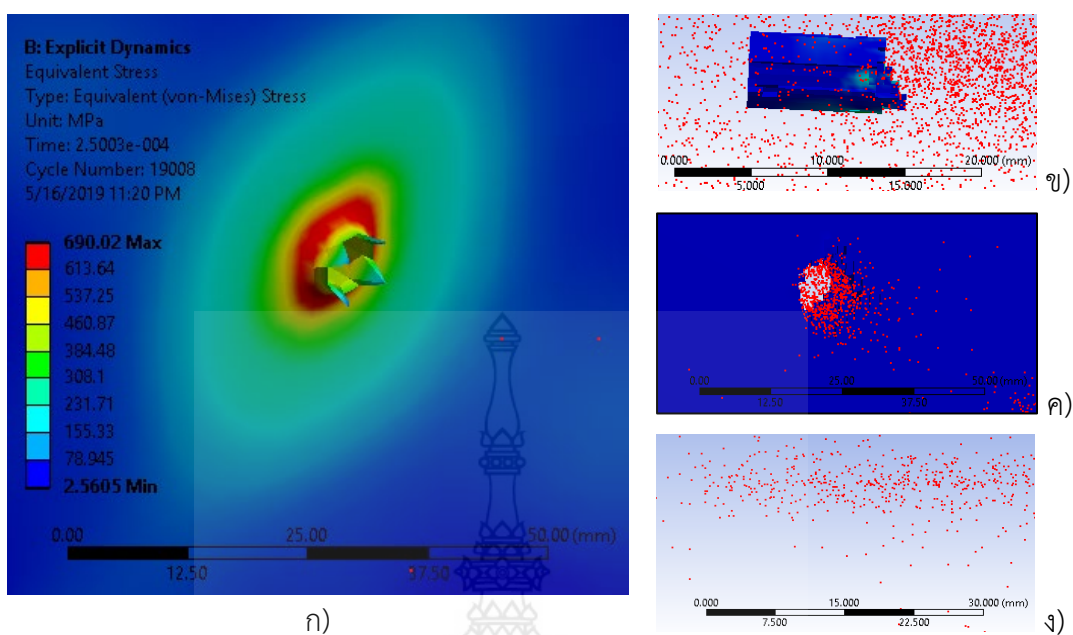 B: Explicit Dynamics
Equivalent Stress
Type: Equivalent (von-Mises) Stress
Unit: MPa
Time: 2.5003e-004
Cycle Number: 19008
5/16/2019 11:20 PM
690.02 Max
613.64
537.25
460.87
384.48
308.1
231.71
155.33
78.945
2.5605 Min
0.00 25.00 50.00 (mm)
12.50 37.50
ก)
0.000 10.000 20.000 (mm)
5.000 15.000
ข)
0.00 25.00 50.00 (mm)
12.50 37.50
ค)
0.000 15.000 30.000 (mm)
7.500 22.500
ง)